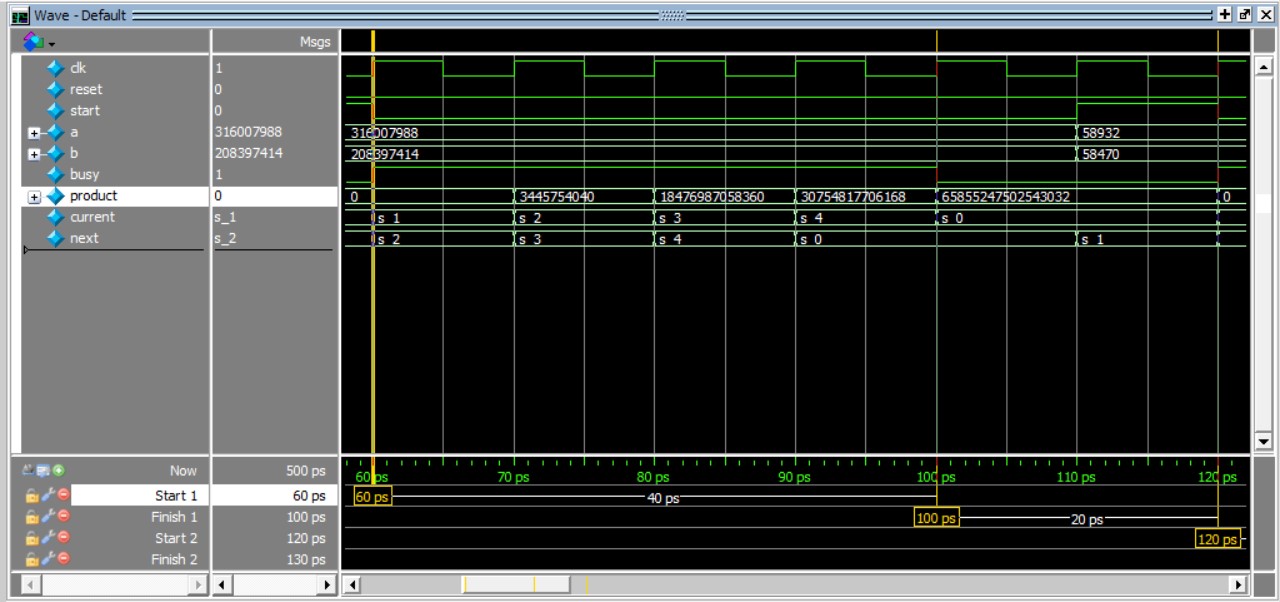 Wave - Default
Msgs
clk 1
reset 0
start 0
a 316007988 316007988 58932
b 208397414 208397414 58470
busy 1
product 0 0 3445754040 18476987058360 30754817706168 65855247502543032 0
current s_1 s_1 s_2 s_3 s_4 s_0
next s_2 s_2 s_3 s_4 s_0 s_1
Now 500 ps 60 ps 70 ps 80 ps 90 ps 100 ps 110 ps 120 ps
Start 1 60 ps 60 ps 40 ps
Finish 1 100 ps 100 ps 20 ps
Start 2 120 ps 120 ps
Finish 2 130 ps